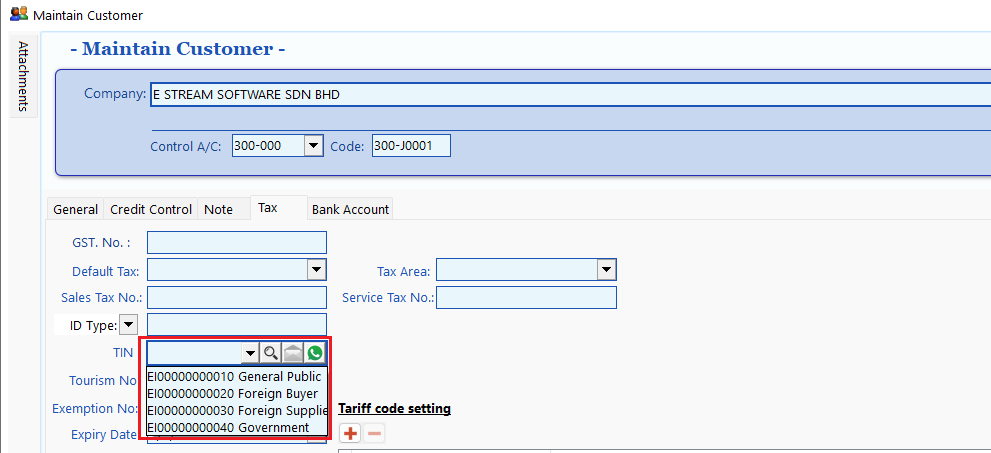 Maintain Customer
Attachments
- Maintain Customer -
Company: E STREAM SOFTWARE SDN BHD
Control A/C: 300-000 Code: 300-J0001
General Credit Control Note Tax Bank Account
GST. No. :
Default Tax: Tax Area:
Sales Tax No.: Service Tax No.:
ID Type:
TIN
EI00000000010 General Public
Tourism No
EI00000000020 Foreign Buyer
Exemption No:
EI00000000030 Foreign Supplie
Tariff code setting
EI00000000040 Government
Expiry Date